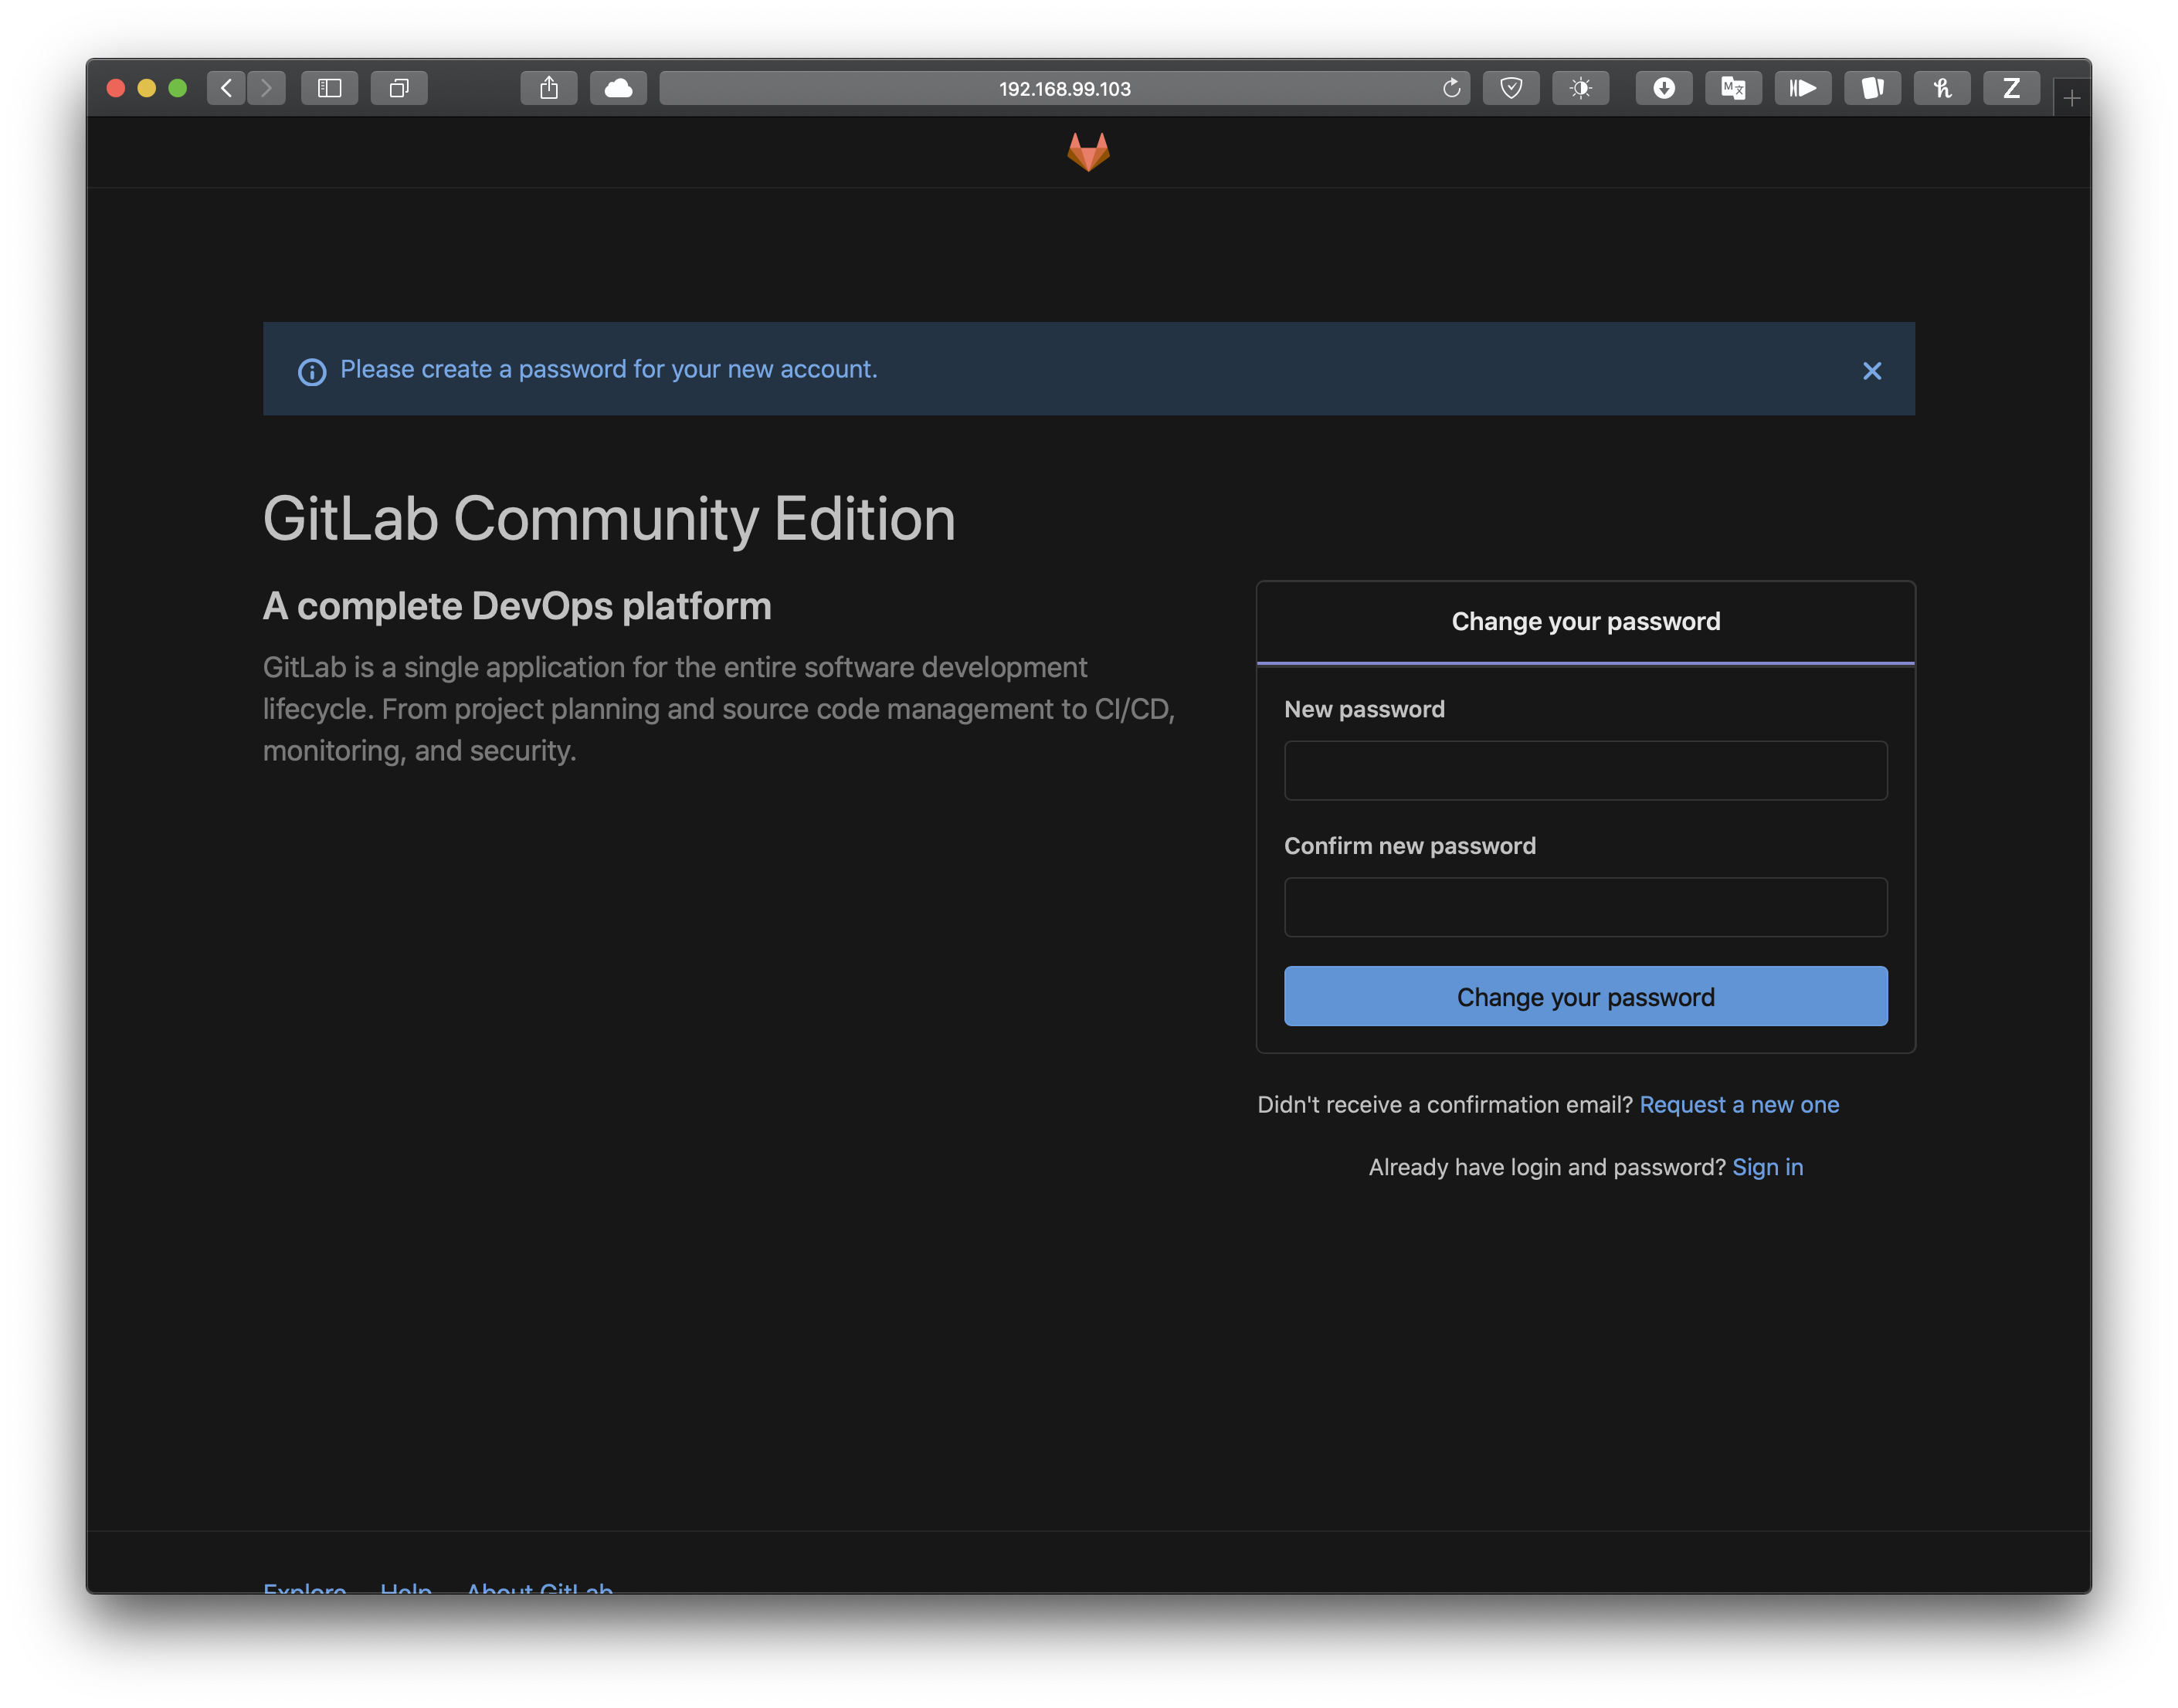 192.168.99.103
Please create a password for your new account.
GitLab Community Edition
A complete DevOps platform
GitLab is a single application for the entire software development
lifecycle. From project planning and source code management to CI/CD,
monitoring, and security.
Change your password
New password
Confirm new password
Change your password
Didn't receive a confirmation email? Request a new one
Already have login and password? Sign in
Explore Help About GitLab